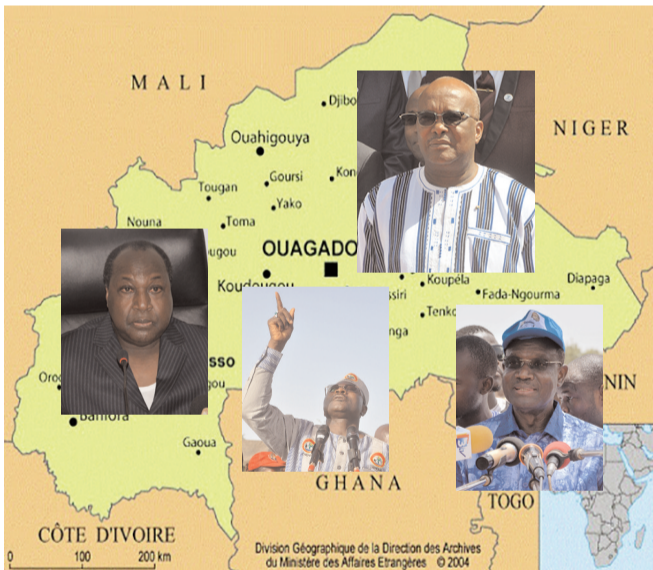 MALI
Djibo
NIGER
Ouahigouya
Goursi
Kon
Tougan
Yako
Nouna
Toma
ugou
OUAGADO
Koudougou
Koupéla
Diapaga
ssiri
Fada-Ngourma
Tenko
nga
sso
Oro
gou
NIN
Banfora
Gaoua
GHANA
TOGO
CÔTE D'IVOIRE
0 100 200 km
Division Géographique de la Direction des Archives
du Ministère des Affaires Etrangères © 2004